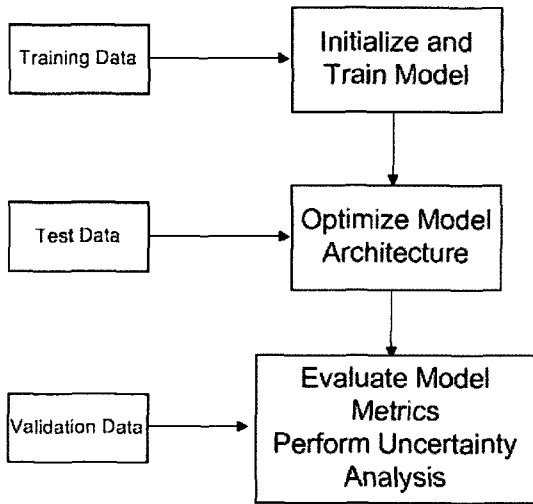 Training Data
Initialize and
Train Model
Test Data
Optimize Model
Architecture
Validation Data
Evaluate Model
Metrics
Perform Uncertainty
Analysis